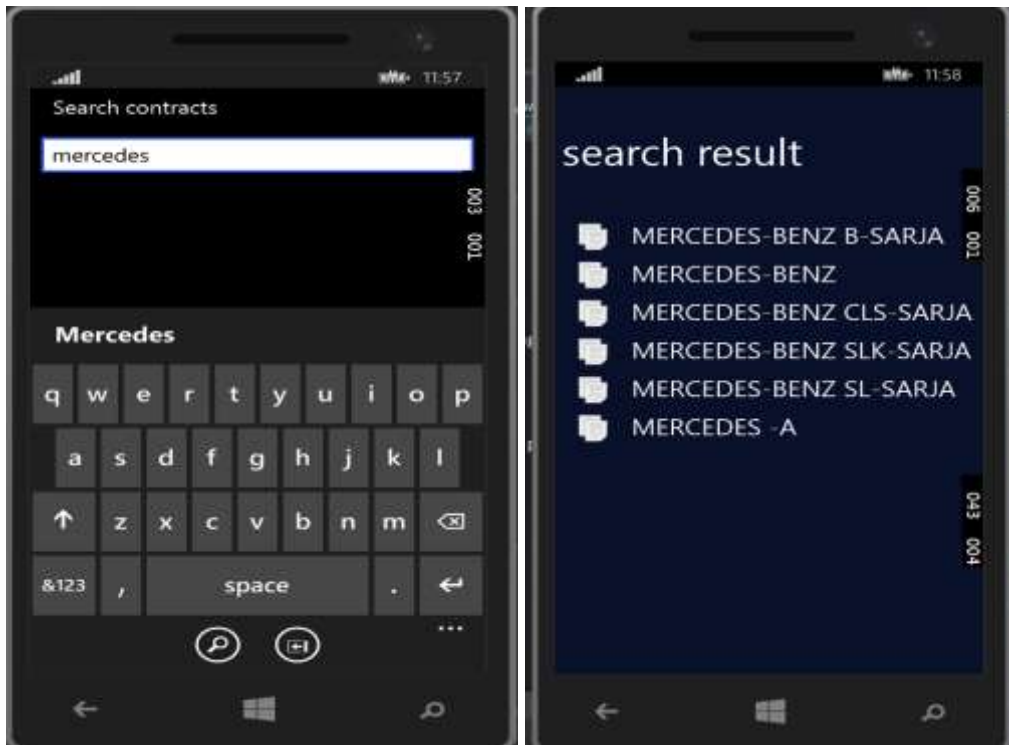 11:57
Search contracts
mercedes
003 001
Mercedes
q w e r t y u i o p
a s d f g h j k l
z x c v b n m
&123 , space .
...
11:58
search result
006 001
MERCEDES-BENZ B-SARJA
MERCEDES-BENZ
MERCEDES-BENZ CLS-SARJA
MERCEDES-BENZ SLK-SARJA
MERCEDES-BENZ SL-SARJA
MERCEDES -A
043 004